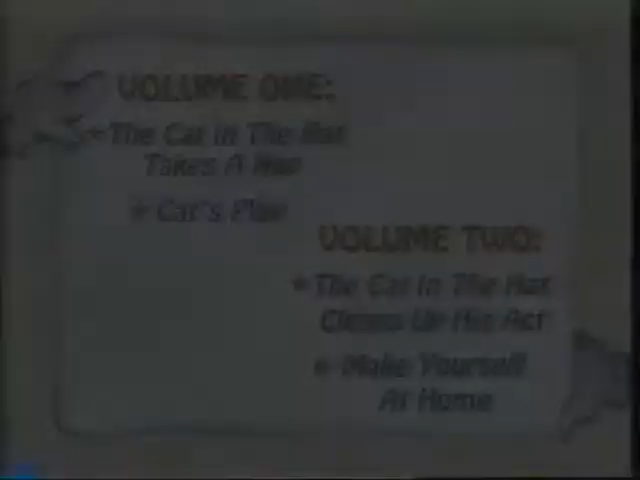 VOLUME ONE:
The Cat In The Hat
Takes A Nap
Cat's Play
VOLUME TWO:
The Cat In The Hat
Cleans Up His Act
Make Yourself
At Home